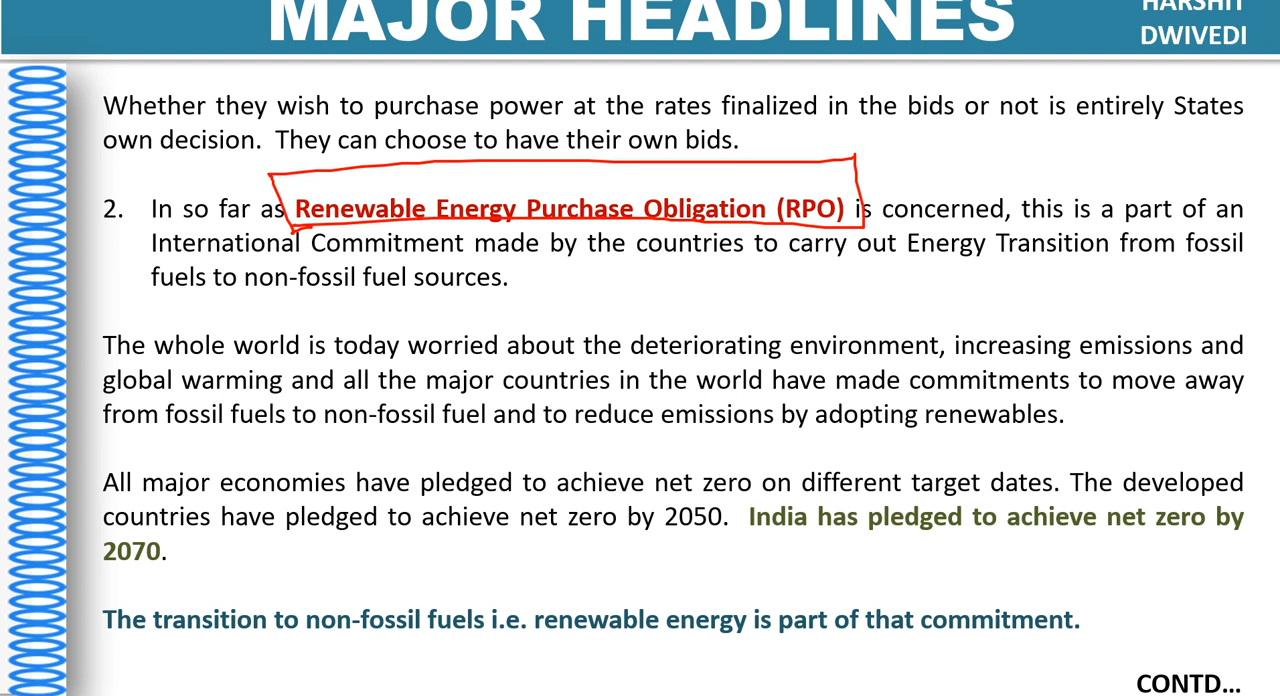 MAJOR HEADLINES
HARSHIT
DWIVEDI
Whether they wish to purchase power at the rates finalized in the bids or not is entirely States
own decision. They can choose to have their own bids.
2. In so far as Renewable Energy Purchase Obligation (RPO) is concerned, this is a part of an
International Commitment made by the countries to carry out Energy Transition from fossil
fuels to non-fossil fuel sources.
The whole world is today worried about the deteriorating environment, increasing emissions and
global warming and all the major countries in the world have made commitments to move away
from fossil fuels to non-fossil fuel and to reduce emissions by adopting renewables.
All major economies have pledged to achieve net zero on different target dates. The developed
countries have pledged to achieve net zero by 2050. India has pledged to achieve net zero by
2070.
The transition to non-fossil fuels i.e. renewable energy is part of that commitment.
CONTD...